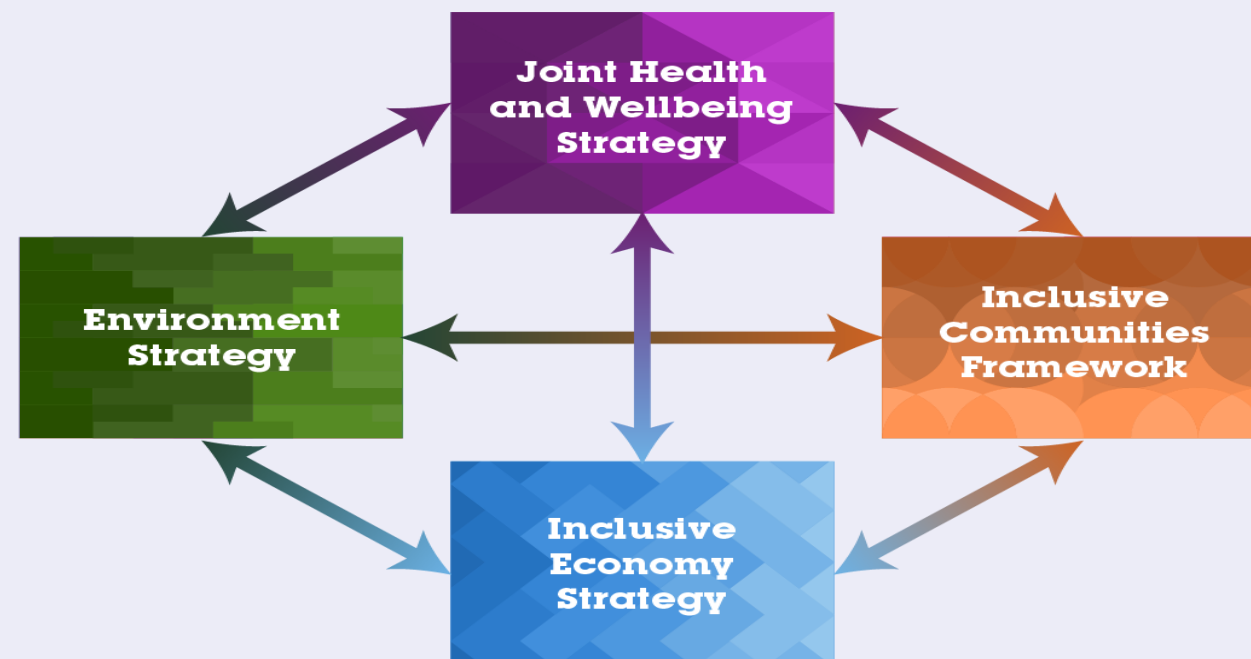 Joint Health
and Wellbeing
Strategy
Environment
Strategy
Inclusive
Communities
Framework
Inclusive
Economy
Strategy